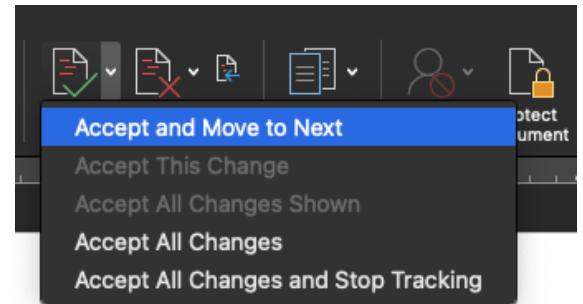 Accept and Move to Next
Accept This Change
Accept All Changes Shown
Accept All Changes
Accept All Changes and Stop Tracking